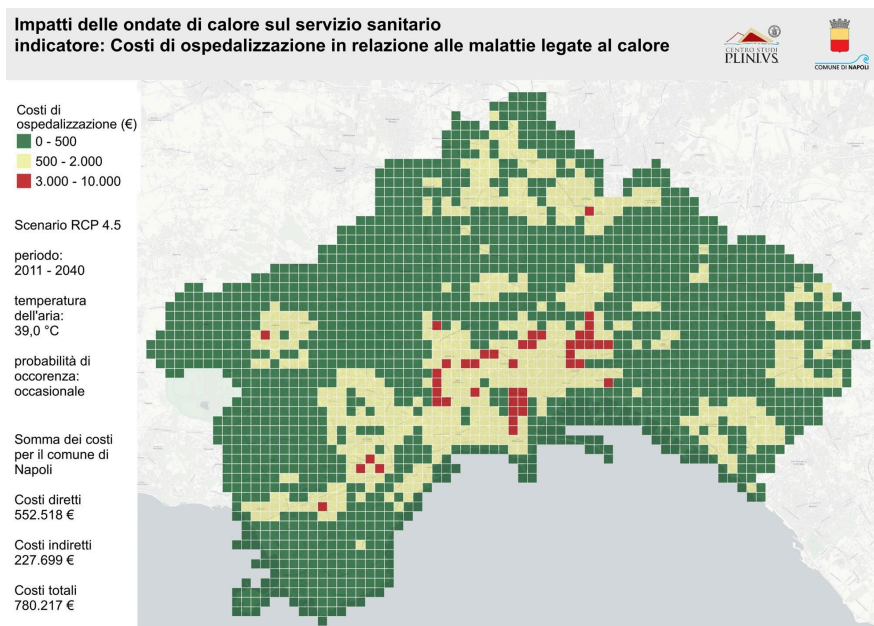 Impatti delle ondate di calore sul servizio sanitario
indicatore: Costi di ospedalizzazione in relazione alle malattie legate al calore
CENTRO STUDI
PLINIVS
COMUNE DI NAPOLI
Costi di
ospedalizzazione (€)
0 - 500
500 - 2.000
3.000 - 10.000
Scenario RCP 4.5
periodo:
2011 - 2040
temperatura
dell'aria:
39,0 °C
probabilità di
occorenza:
occasionale
Somma dei costi
per il comune di
Napoli
Costi diretti
552.518 €
Costi indiretti
227.699 €
Costi totali
780.217 €